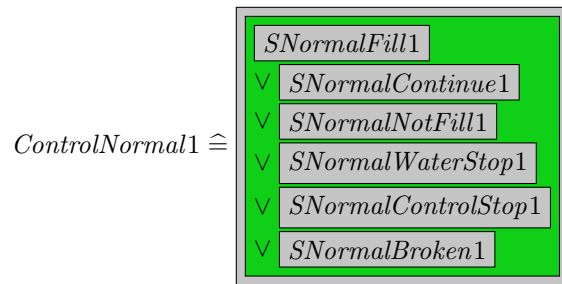 SNormalFill1
∨ SNormalContinue1
∨ SNormalNotFill1
ControlNormal1 ≙
∨ SNormalWaterStop1
∨ SNormalControlStop1
∨ SNormalBroken1